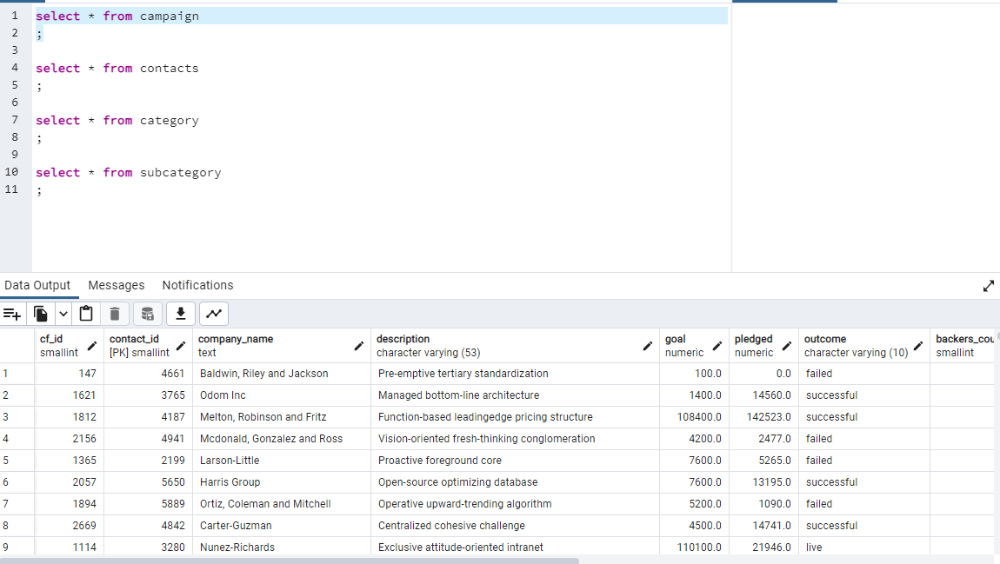 1 select * from campaign
2 ;
3
4 select * from contacts
5 ;
6
7 select * from category
8 ;
9
10 select * from subcategory
11 ;
Data Output Messages Notifications
cf_id contact_id company_name description goal pledged outcome backers_cou
smallint [PK] smallint text character varying (53) numeric numeric character varying (10) smallint
1 147 4661 Baldwin, Riley and Jackson Pre-emptive tertiary standardization 100.0 0.0 failed
2 1621 3765 Odom Inc Managed bottom-line architecture 1400.0 14560.0 successful
3 1812 4187 Melton, Robinson and Fritz Function-based leadingedge pricing structure 108400.0 142523.0 successful
4 2156 4941 Mcdonald, Gonzalez and Ross Vision-oriented fresh-thinking conglomeration 4200.0 2477.0 failed
5 1365 2199 Larson-Little Proactive foreground core 7600.0 5265.0 failed
6 2057 5650 Harris Group Open-source optimizing database 7600.0 13195.0 successful
7 1894 5889 Ortiz, Coleman and Mitchell Operative upward-trending algorithm 5200.0 1090.0 failed
8 2669 4842 Carter-Guzman Centralized cohesive challenge 4500.0 14741.0 successful
9 1114 3280 Nunez-Richards Exclusive attitude-oriented intranet 110100.0 21946.0 live